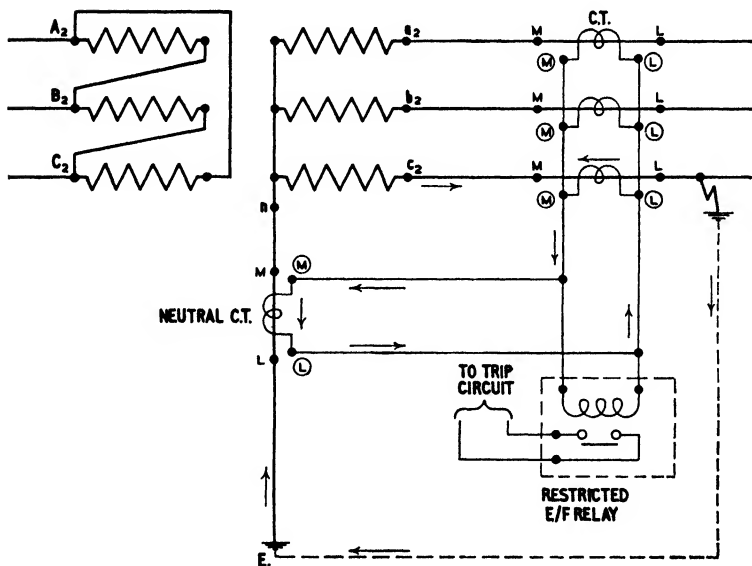 A₂
B₂
C₂
a₂
b₂
c₂
n
M C.T. L
Ⓜ Ⓛ
M L
Ⓜ Ⓛ
M L
Ⓜ Ⓛ
M Ⓜ
NEUTRAL C.T.
L Ⓛ
TO TRIP
CIRCUIT
RESTRICTED
E/F RELAY
E.